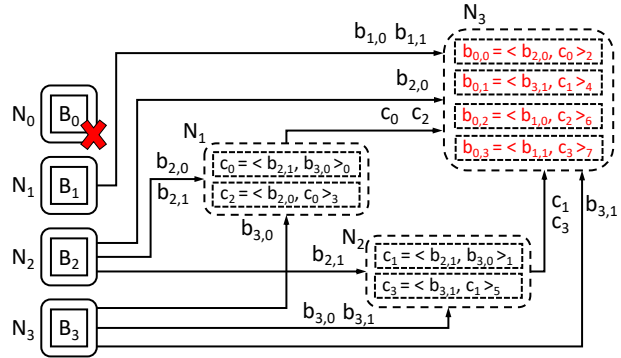 N3
b1,0 b1,1
b0,0 = < b2,0, c0 >2
b2,0
b0,1 = < b3,1, c1 >4
N0
B0
c0 c2
b0,2 = < b1,0, c2 >6
N1
b0,3 = < b1,1, c3 >7
b2,0
c0 = < b2,1, b3,0 >0
N1
B1
b2,1
c2 = < b2,0, c0 >3
c1
b3,1
c3
b3,0
N2
N2
B2
b2,1
c1 = < b2,1, b3,0 >1
c3 = < b3,1, c1 >5
N3
B3
b3,0 b3,1